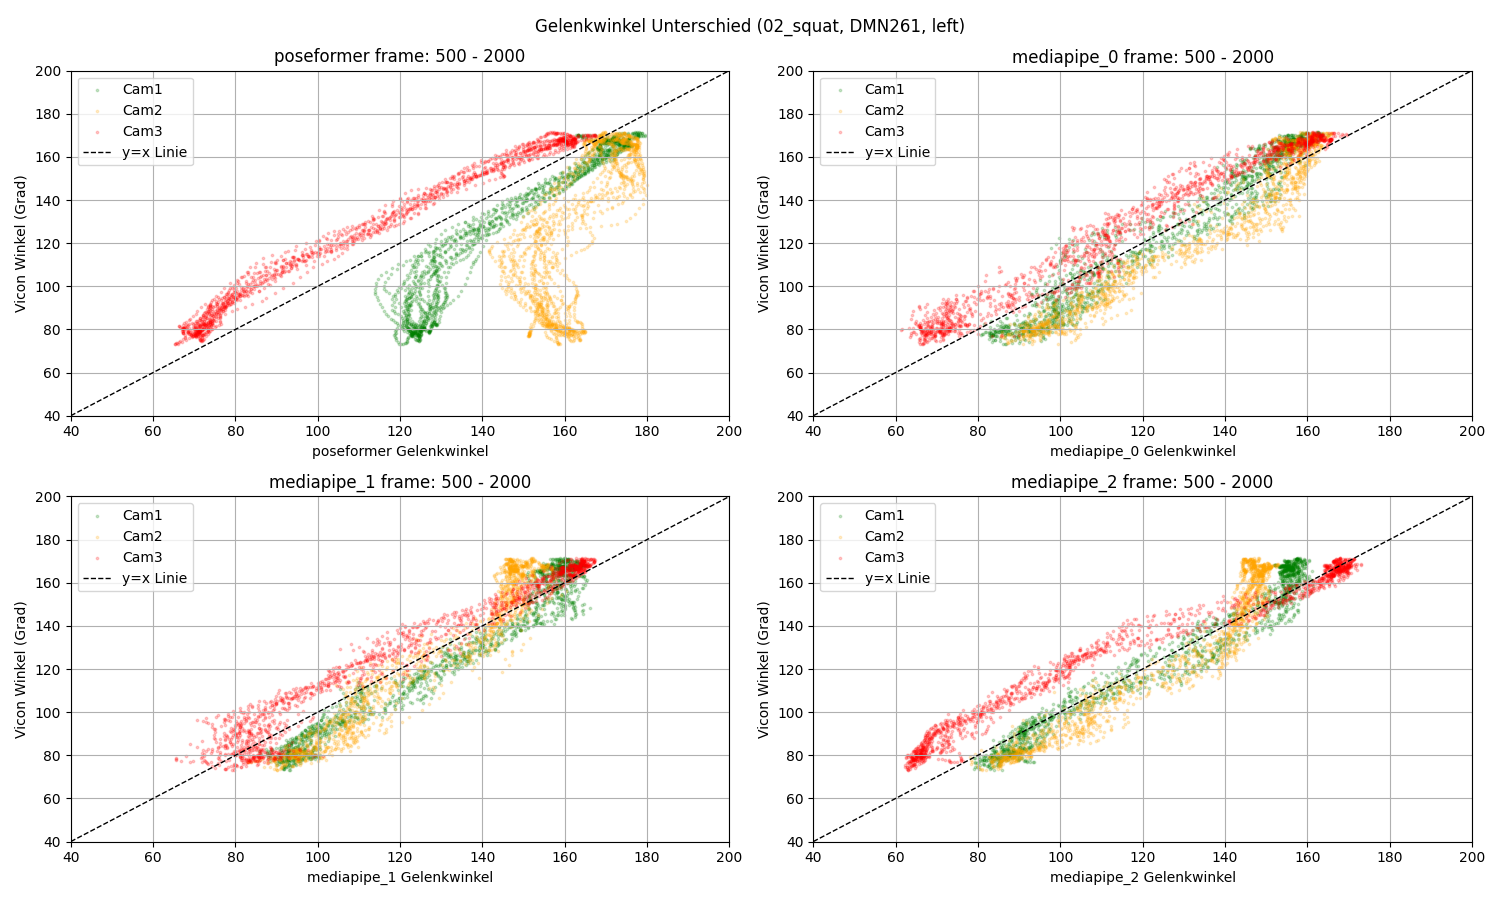 Gelenkwinkel Unterschied (02_squat, DMN261, left)
poseformer frame: 500 - 2000
200
180
160
140
120
100
80
60
40
Vicon Winkel (Grad)
Cam1
Cam2
Cam3
y=x Linie
40 60 80 100 120 140 160 180 200
poseformer Gelenkwinkel
mediapipe_0 frame: 500 - 2000
200
180
160
140
120
100
80
60
40
Vicon Winkel (Grad)
Cam1
Cam2
Cam3
y=x Linie
40 60 80 100 120 140 160 180 200
mediapipe_0 Gelenkwinkel
mediapipe_1 frame: 500 - 2000
200
180
160
140
120
100
80
60
40
Vicon Winkel (Grad)
Cam1
Cam2
Cam3
y=x Linie
40 60 80 100 120 140 160 180 200
mediapipe_1 Gelenkwinkel
mediapipe_2 frame: 500 - 2000
200
180
160
140
120
100
80
60
40
Vicon Winkel (Grad)
Cam1
Cam2
Cam3
y=x Linie
40 60 80 100 120 140 160 180 200
mediapipe_2 Gelenkwinkel